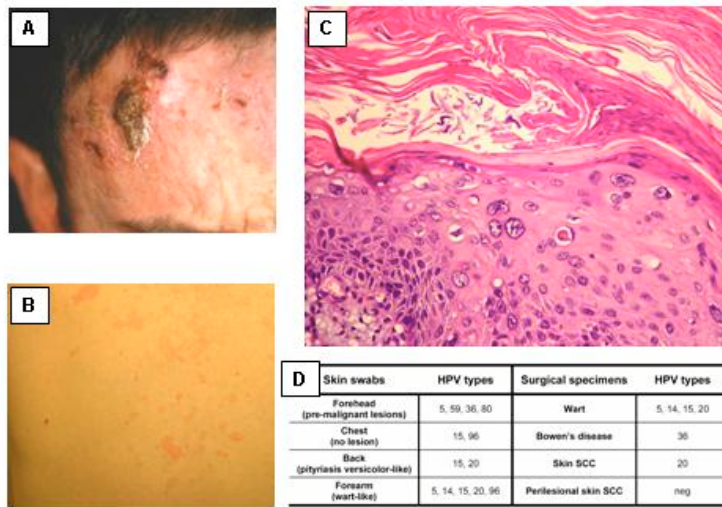 A
C
B
D
Skin swabs HPV types Surgical specimens HPV types
Forehead
(pre-malignant lesions) 5, 59, 36, 80 Wart 5, 14, 15, 20
Chest
(no lesion) 15, 96 Bowen's disease 36
Back
(pityriasis versicolor-like) 15, 20 Skin SCC 20
Forearm
(wart-like) 5, 14, 15, 20, 96 Perilesional skin SCC neg